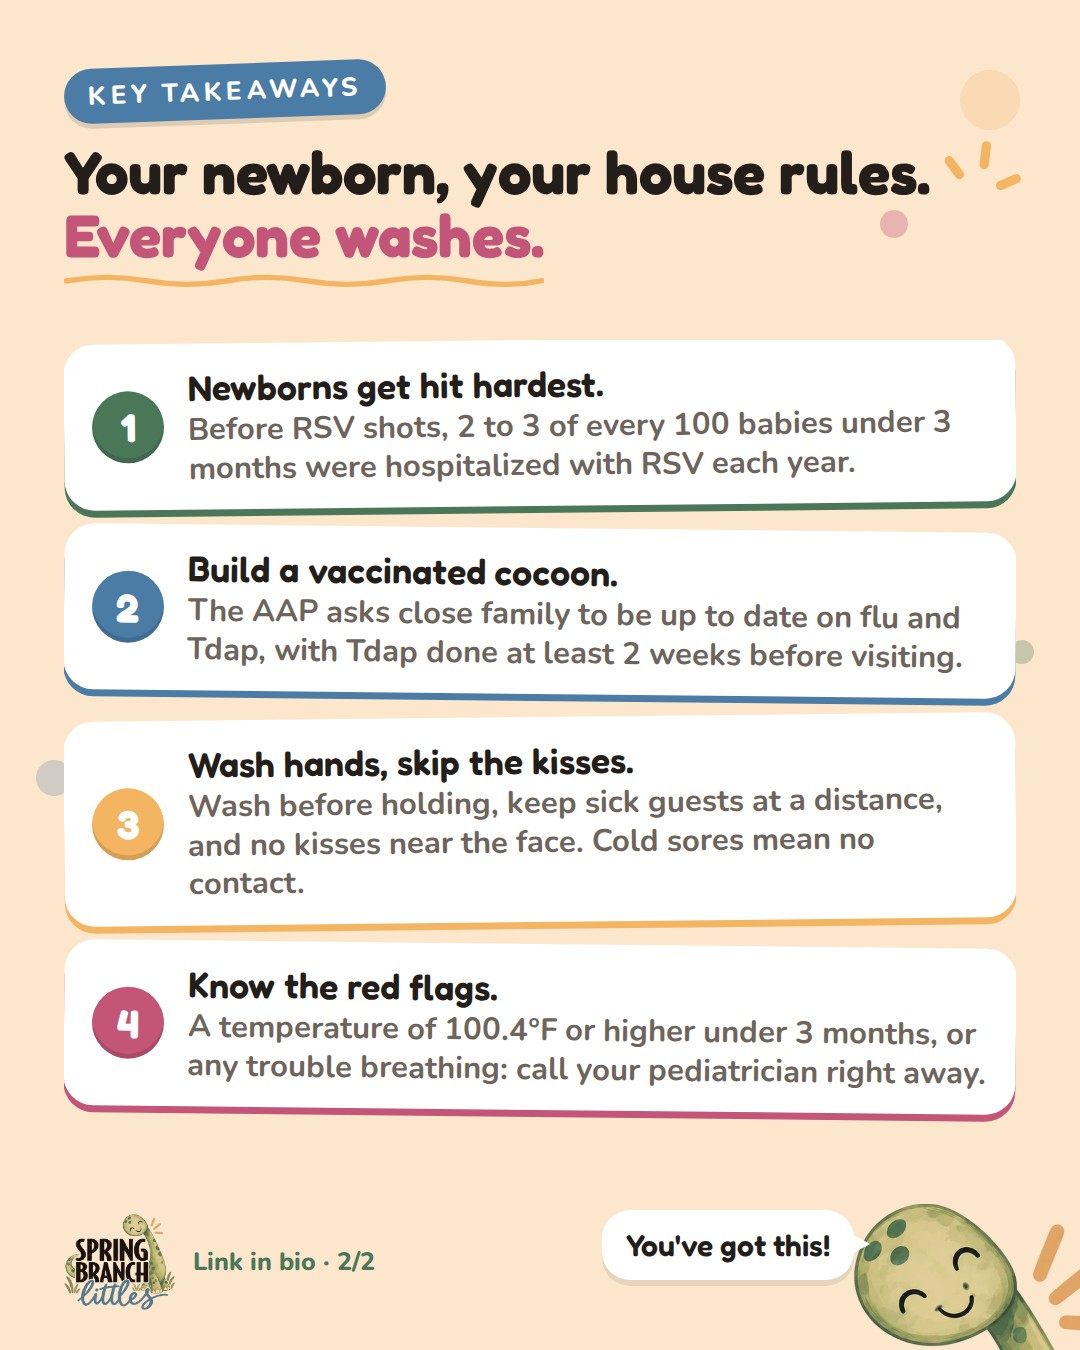 KEY TAKEAWAYS
Your newborn, your house rules.
Everyone washes.
1
Newborns get hit hardest.
Before RSV shots, 2 to 3 of every 100 babies under 3
months were hospitalized with RSV each year.
2
Build a vaccinated cocoon.
The AAP asks close family to be up to date on flu and
Tdap, with Tdap done at least 2 weeks before visiting.
3
Wash hands, skip the kisses.
Wash before holding, keep sick guests at a distance,
and no kisses near the face. Cold sores mean no
contact.
4
Know the red flags.
A temperature of 100.4°F or higher under 3 months, or
any trouble breathing: call your pediatrician right away.
SPRING
BRANCH
littles
Link in bio · 2/2
You've got this!